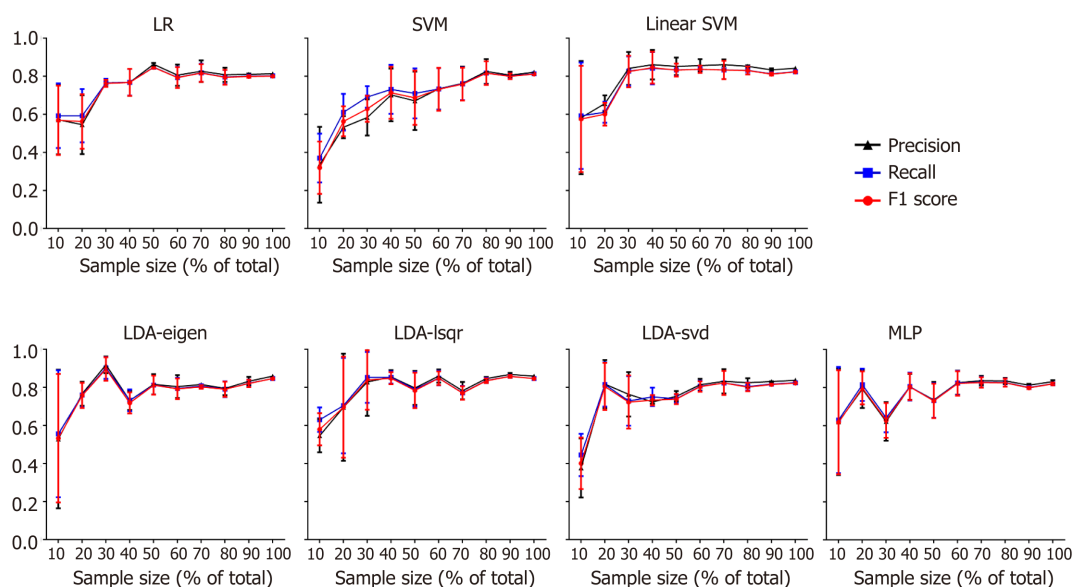 LR
SVM
Linear SVM
1.0
0.8
0.6
0.4
0.2
0.0
10 20 30 40 50 60 70 80 90 100
10 20 30 40 50 60 70 80 90 100
10 20 30 40 50 60 70 80 90 100
Sample size (% of total)
Sample size (% of total)
Sample size (% of total)
Precision
Recall
F1 score
LDA-eigen
LDA-lsqr
LDA-svd
MLP
1.0
0.8
0.6
0.4
0.2
0.0
10 20 30 40 50 60 70 80 90 100
10 20 30 40 50 60 70 80 90 100
10 20 30 40 50 60 70 80 90 100
10 20 30 40 50 60 70 80 90 100
Sample size (% of total)
Sample size (% of total)
Sample size (% of total)
Sample size (% of total)